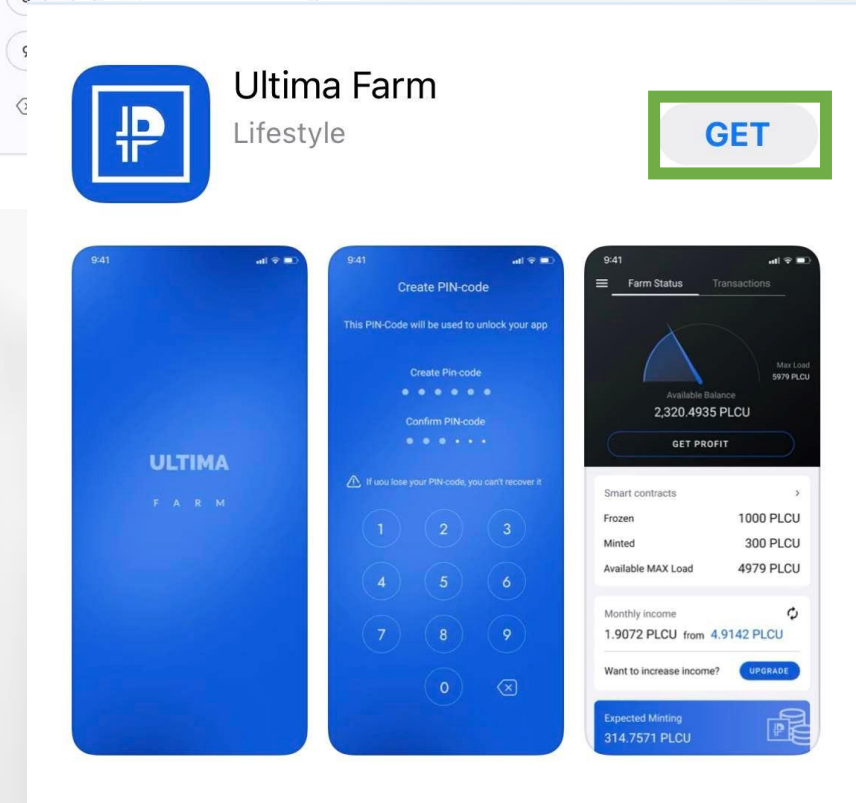 Ultima Farm
Lifestyle
GET
9:41
ULTIMA
FARM
9:41
Create PIN-code
This PIN-Code will be used to unlock your app
Create Pin-code
Confirm PIN-code
If uou lose your PIN-code, you can't recover it
1 2 3
4 5 6
7 8 9
0
9:41
Farm Status Transactions
Max Load
5979 PLCU
Available Balance
2,320.4935 PLCU
GET PROFIT
Smart contracts >
Frozen 1000 PLCU
Minted 300 PLCU
Available MAX Load 4979 PLCU
Monthly income
1.9072 PLCU from 4.9142 PLCU
Want to increase income? UPGRADE
Expected Minting
314.7571 PLCU